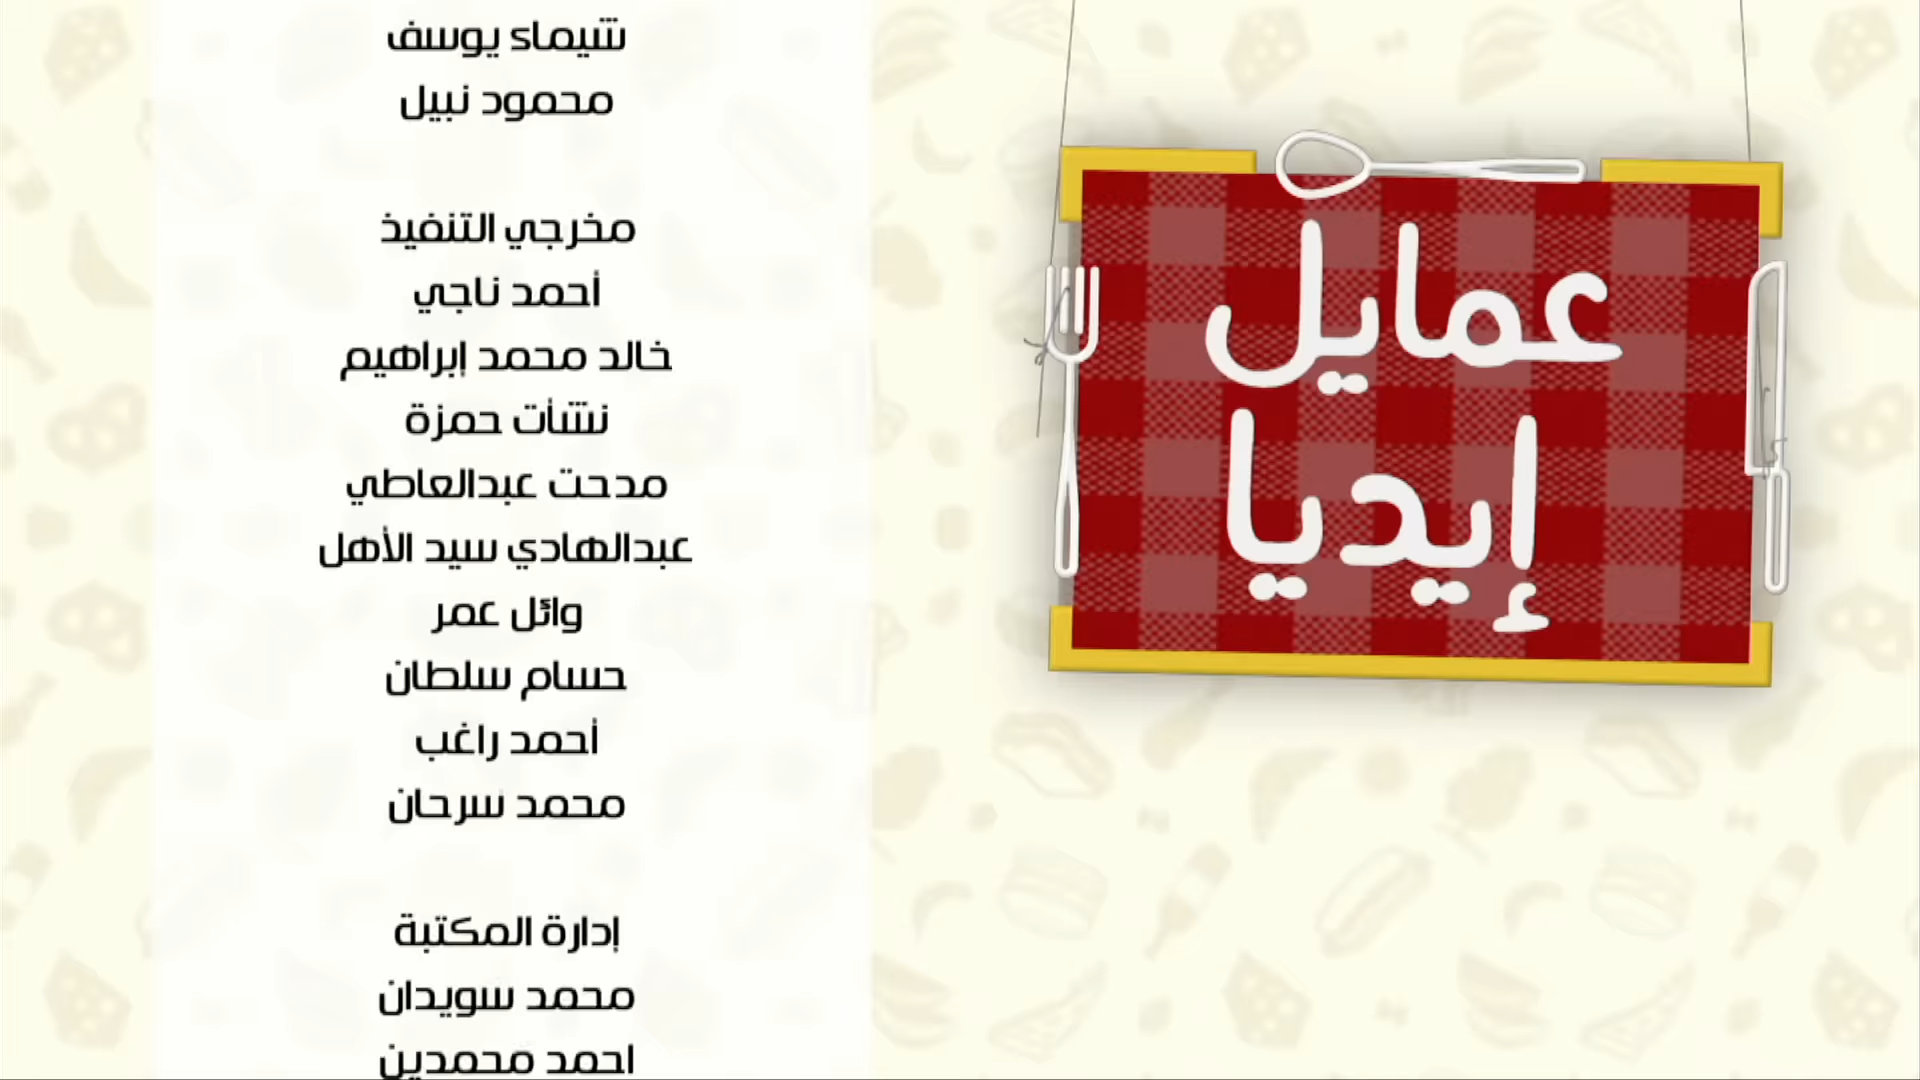 شيماء يوسف
محمود نبيل
مخرجي التنفيذ
أحمد ناجي
خالد محمد إبراهيم
نشأت حمزة
مدحت عبدالعاطي
عبدالهادي سيد الأهل
وائل عمر
حسام سلطان
أحمد راغب
محمد سرحان
إدارة المكتبة
محمد سويدان
احمد محمدين
عمايل
إيديا